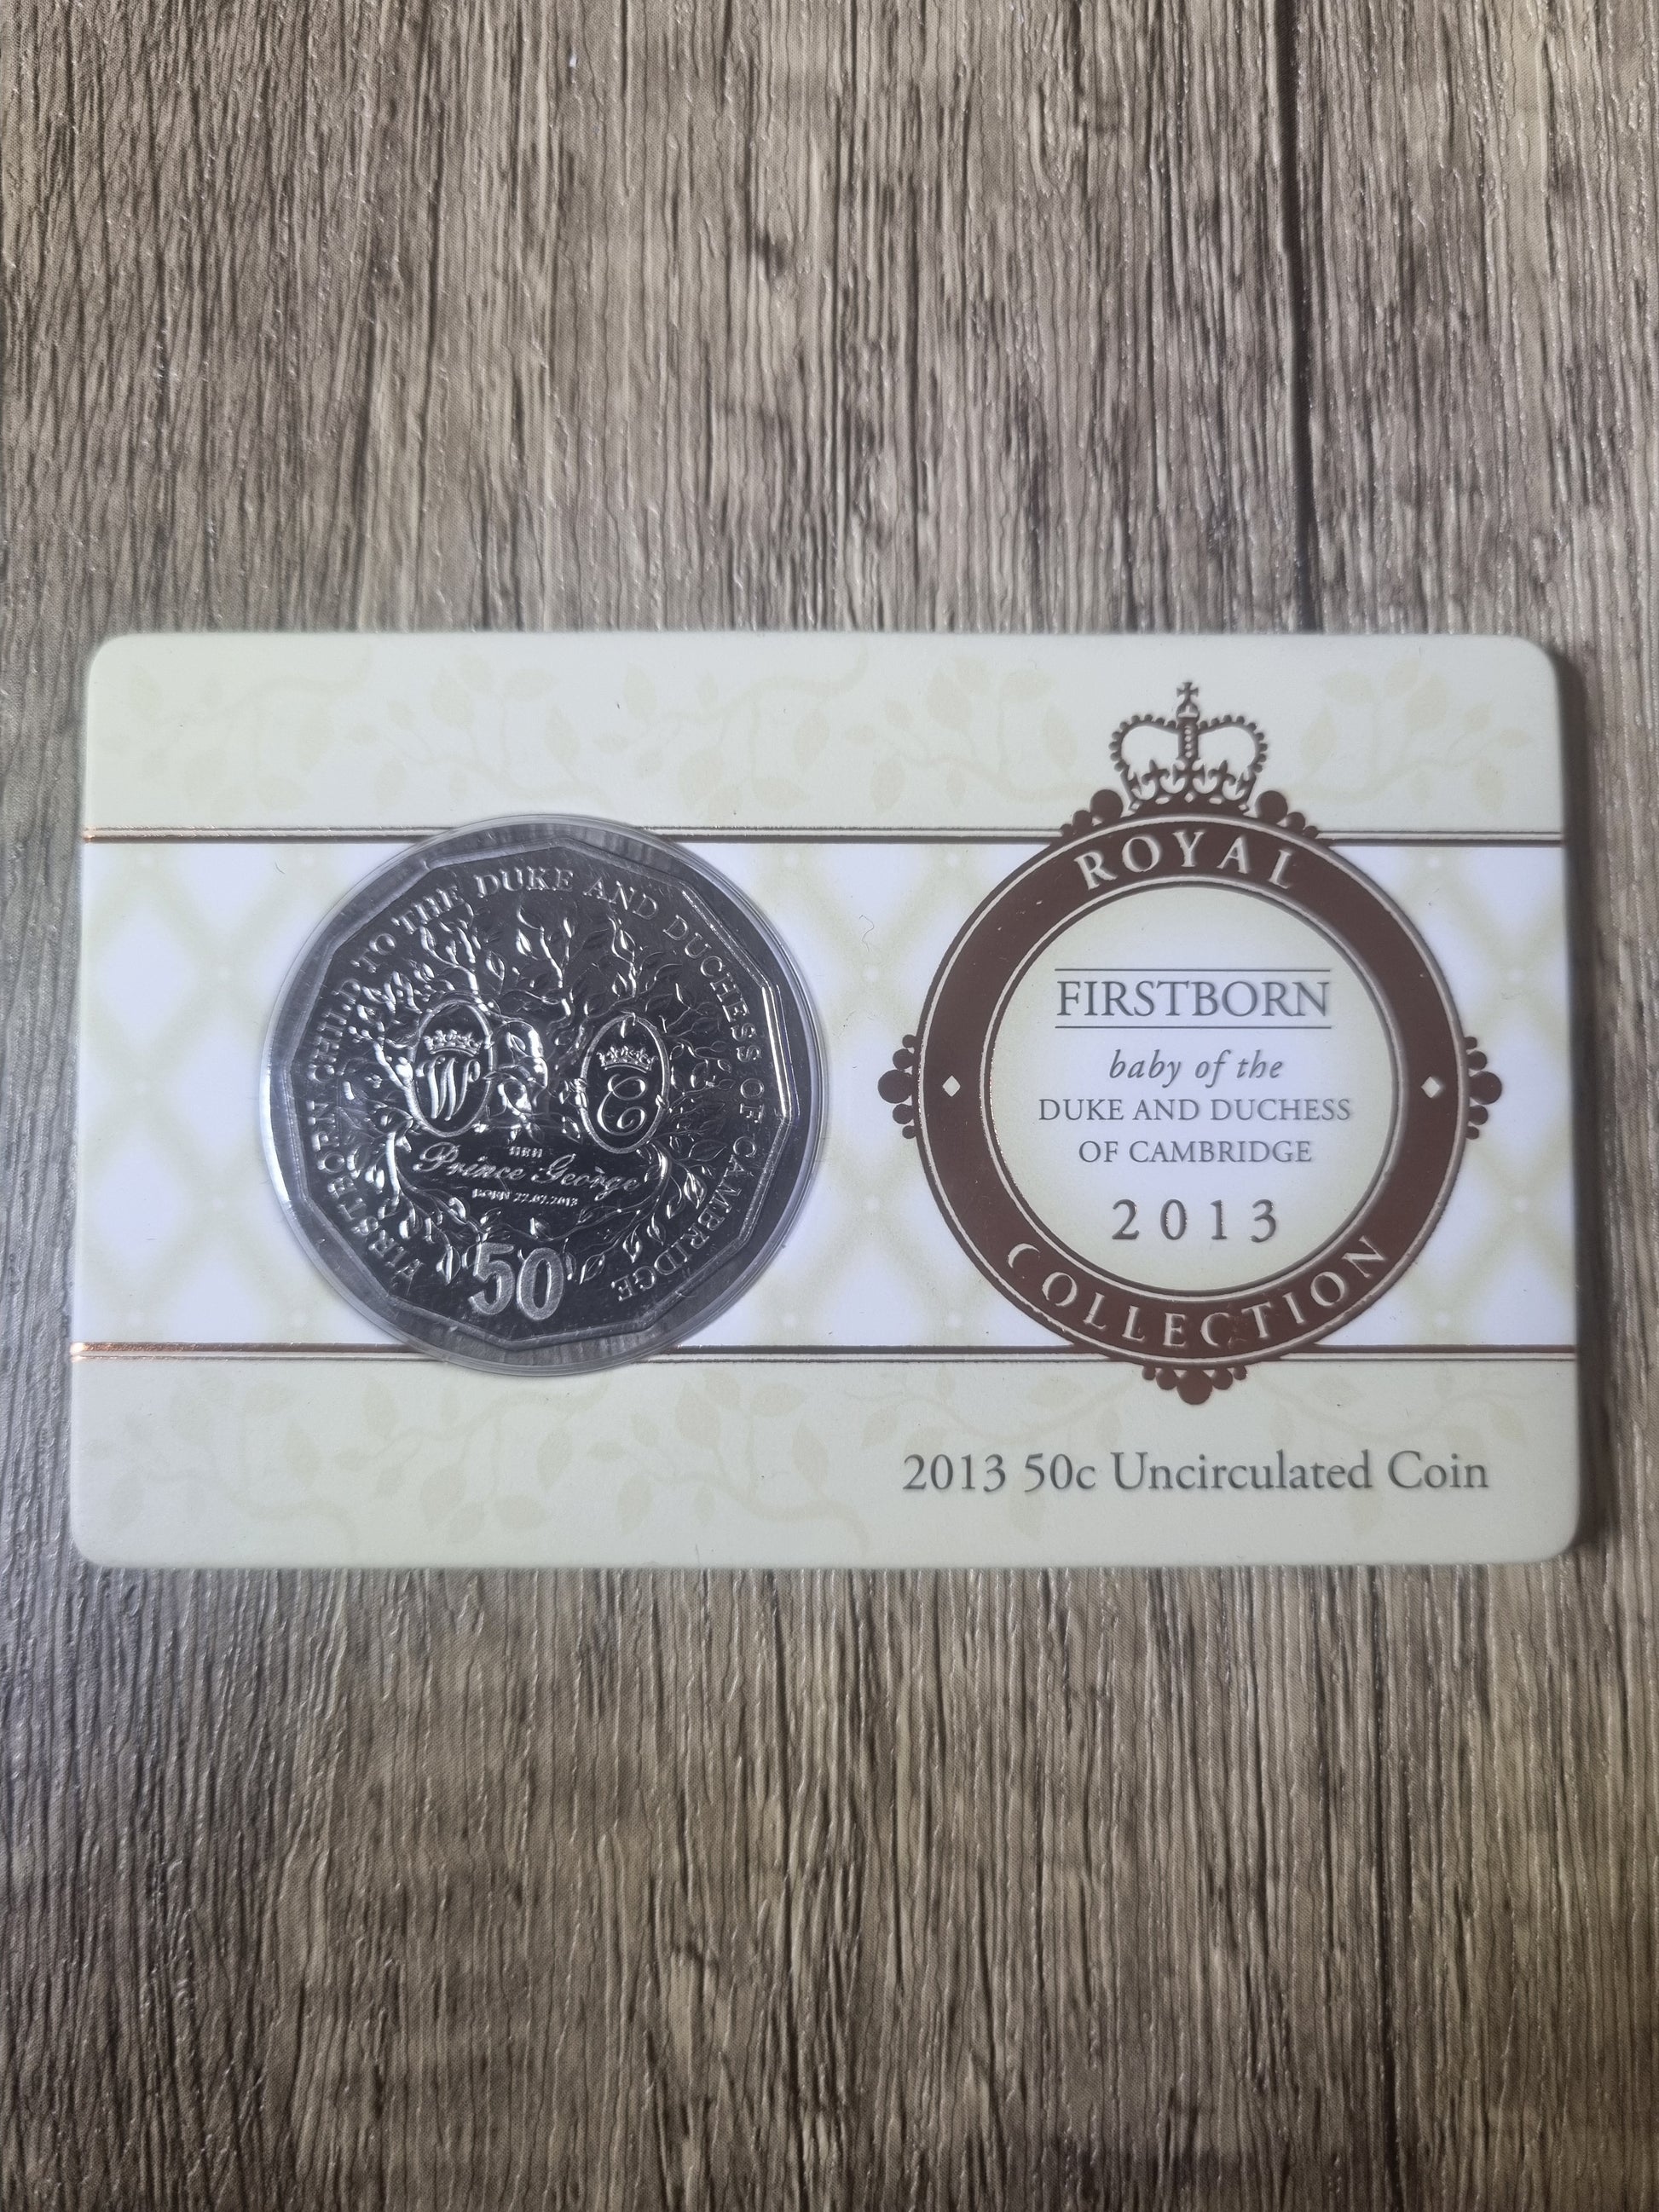 FIRSTBORN CHILD TO THE DUKE AND DUCHESS OF CAMBRIDGE
W
C
HRH
Prince George
BORN 22.07.2013
50
ROYAL
FIRSTBORN
baby of the
DUKE AND DUCHESS
OF CAMBRIDGE
2013
COLLECTION
2013 50c Uncirculated Coin